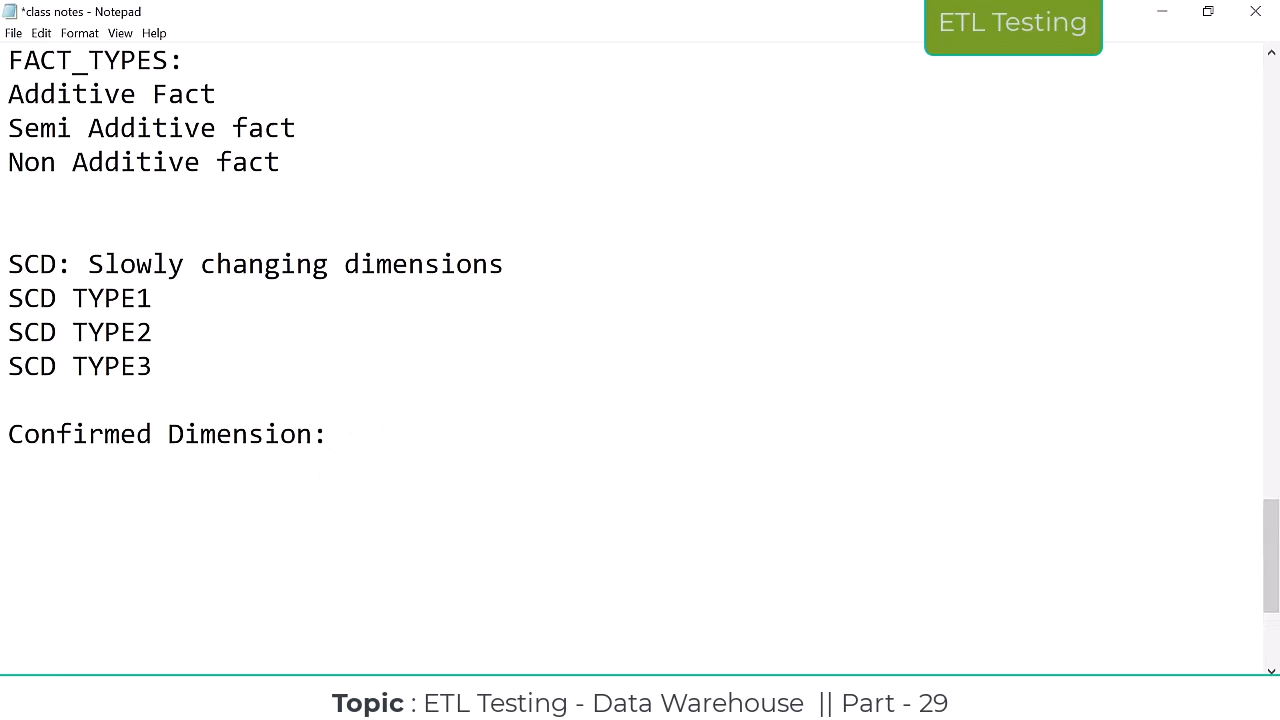 *class notes - Notepad
File Edit Format View Help
ETL Testing
FACT_TYPES:
Additive Fact
Semi Additive fact
Non Additive fact
SCD: Slowly changing dimensions
SCD TYPE1
SCD TYPE2
SCD TYPE3
Confirmed Dimension:
Topic : ETL Testing - Data Warehouse || Part - 29